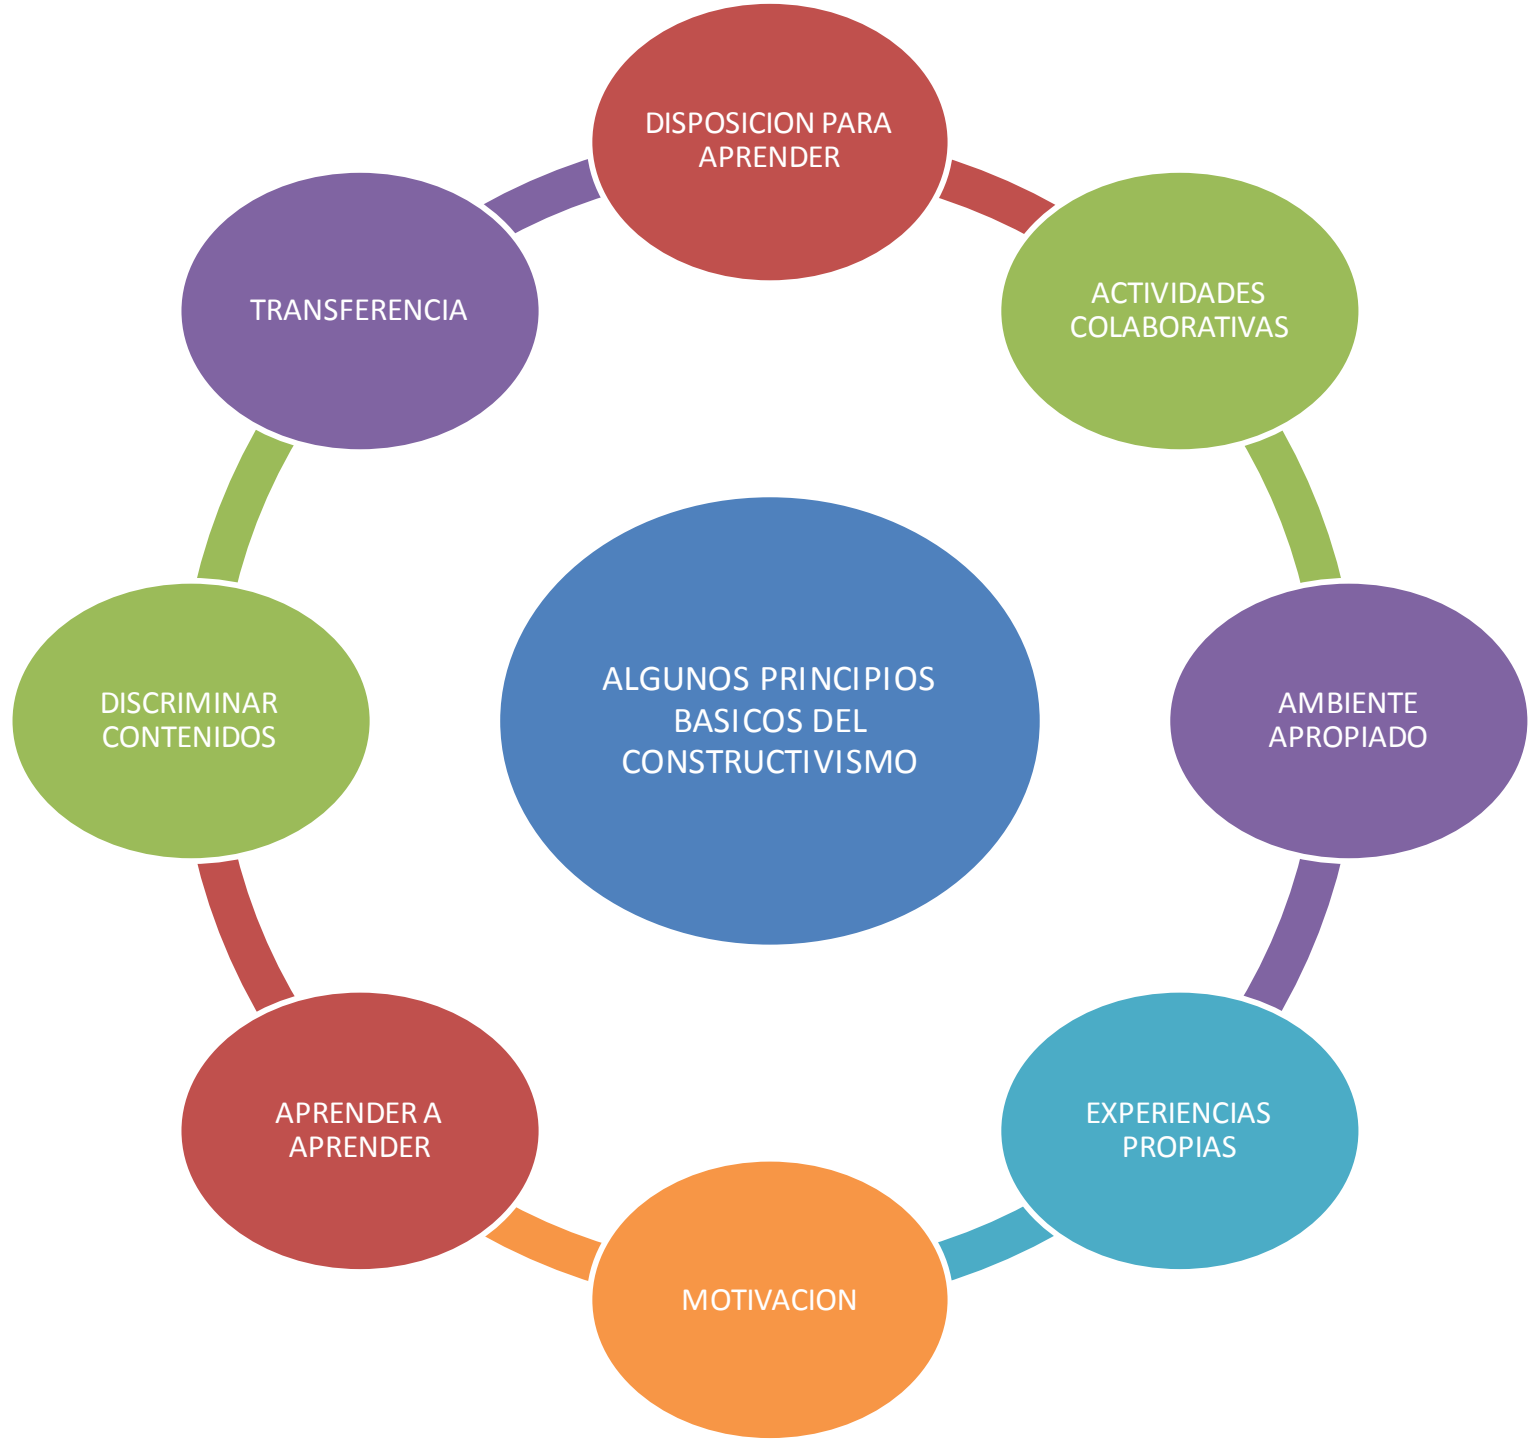 DISPOSICION PARA
APRENDER
ACTIVIDADES
COLABORATIVAS
AMBIENTE
APROPIADO
EXPERIENCIAS
PROPIAS
MOTIVACION
APRENDER A
APRENDER
DISCRIMINAR
CONTENIDOS
TRANSFERENCIA
ALGUNOS PRINCIPIOS
BASICOS DEL
CONSTRUCTIVISMO